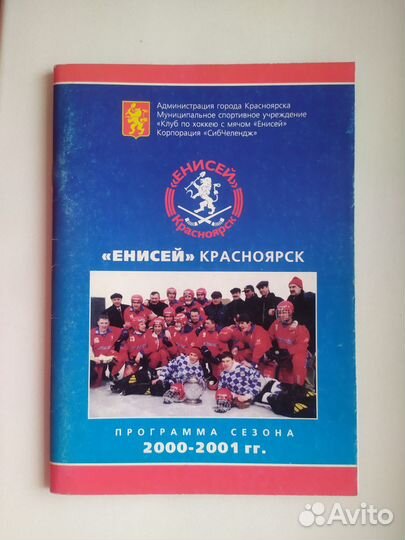 Администрация города Красноярска
Муниципальное спортивное учреждение
«Клуб по хоккею с мячом «Енисей»
Корпорация «СибЧелендж»
«ЕНИСЕЙ»
Красноярск
«ЕНИСЕЙ» КРАСНОЯРСК
ПРОГРАММА СЕЗОНА
2000-2001 гг.
Avito